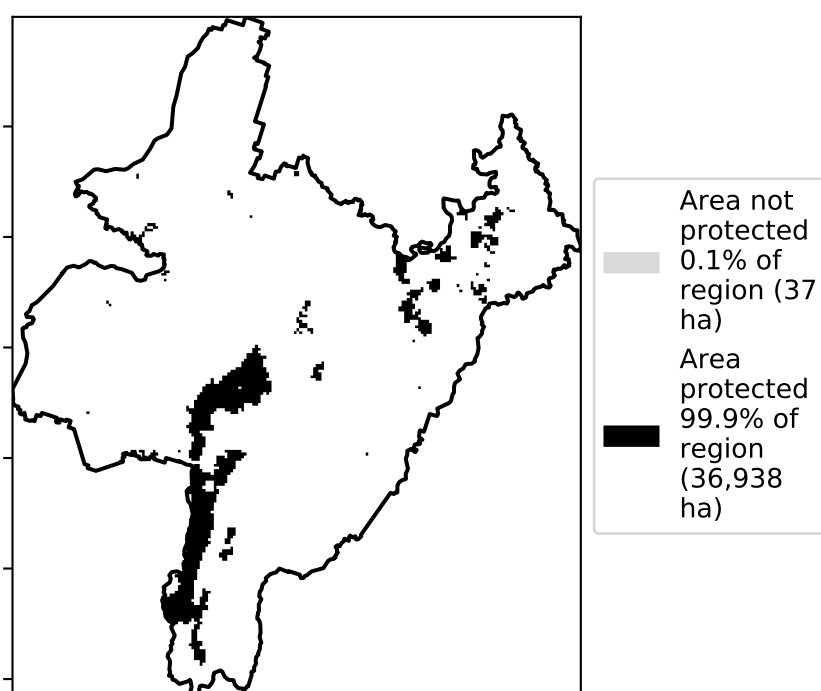 Area not
protected
0.1% of
region (37
ha)
Area
protected
99.9% of
region
(36,938
ha)